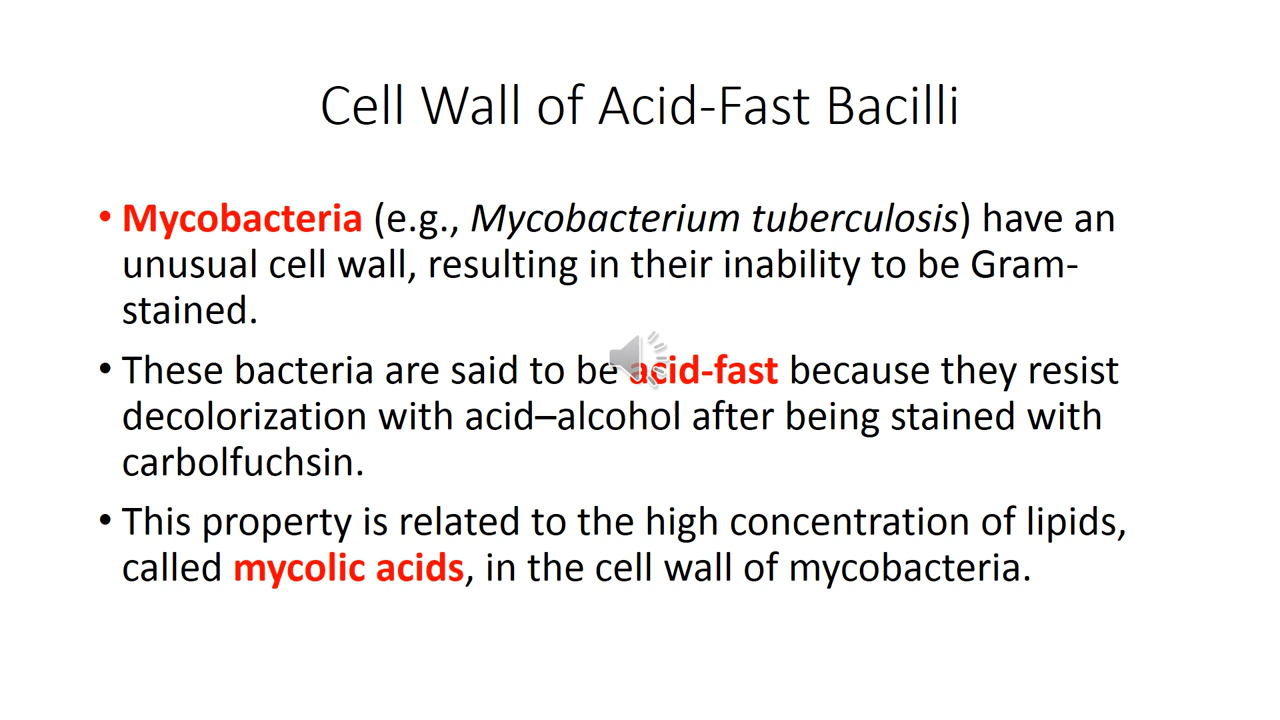 Cell Wall of Acid-Fast Bacilli
• Mycobacteria (e.g., Mycobacterium tuberculosis) have an
unusual cell wall, resulting in their inability to be Gram-
stained.
• These bacteria are said to be acid-fast because they resist
decolorization with acid–alcohol after being stained with
carbolfuchsin.
• This property is related to the high concentration of lipids,
called mycolic acids, in the cell wall of mycobacteria.